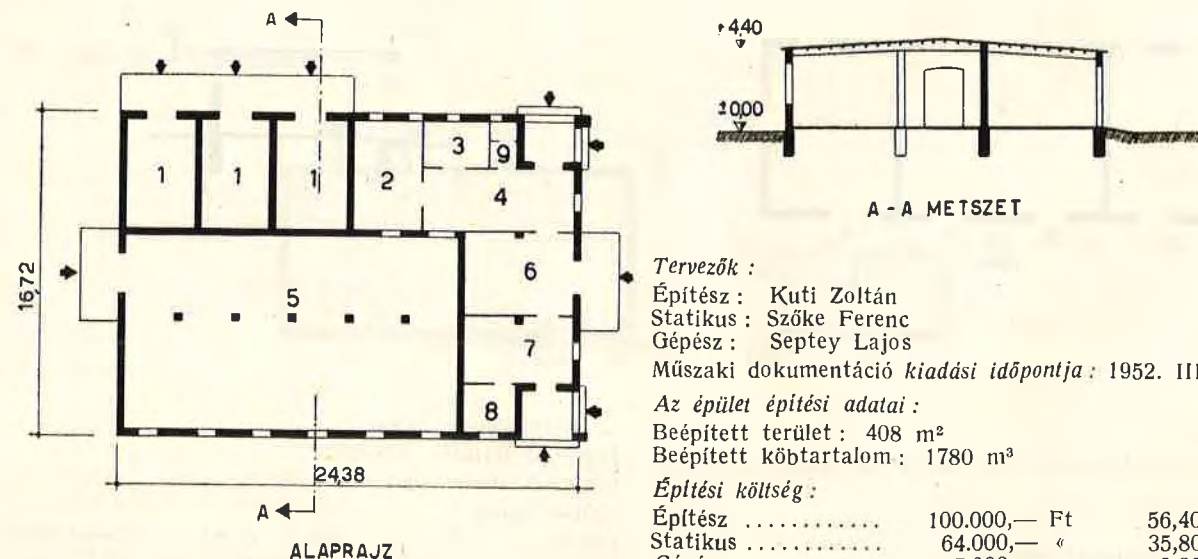 A
1
1
1
2
3
9
4
5
6
7
8
16,72
24,38
A
ALAPRAJZ
+4,40
±0,00
A-A METSZET
Tervezők :
Építész : Kuti Zoltán
Statikus : Szőke Ferenc
Gépész : Septey Lajos
Műszaki dokumentáció kiadási időpontja : 1952. III
Az épület építési adatai :
Beépített terület : 408 m²
Beépített köbtartalom : 1780 m³
Építési költség :
Építész ............ 100.000,— Ft 56,40
Statikus ............ 64.000,— « 35,80